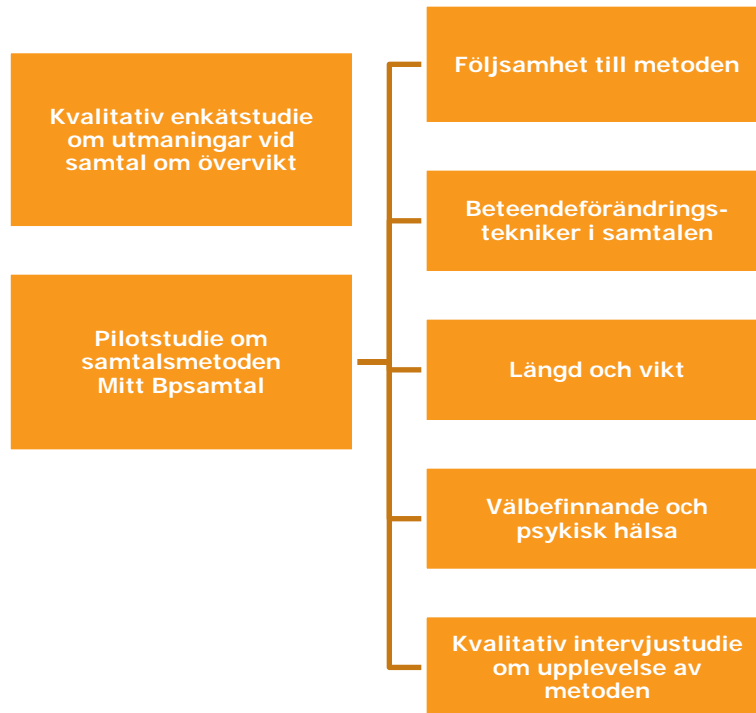 Kvalitativ enkätstudie
om utmaningar vid
samtal om övervikt
Pilotstudie om
samtalsmetoden
Mitt Bpsamtal
Följsamhet till metoden
Beteendeförändrings-
tekniker i samtalen
Längd och vikt
Välbefinnande och
psykisk hälsa
Kvalitativ intervjustudie
om upplevelse av
metoden